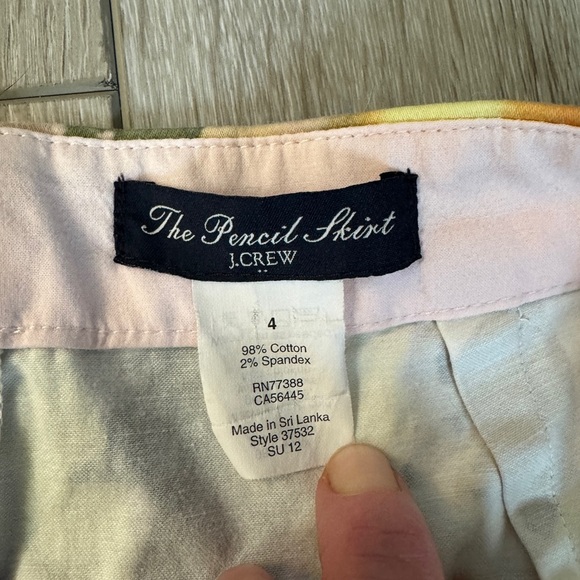 The Pencil Skirt
J.CREW
4
98% Cotton
2% Spandex
RN77388
CA56445
Made in Sri Lanka
Style 37532
SU 12